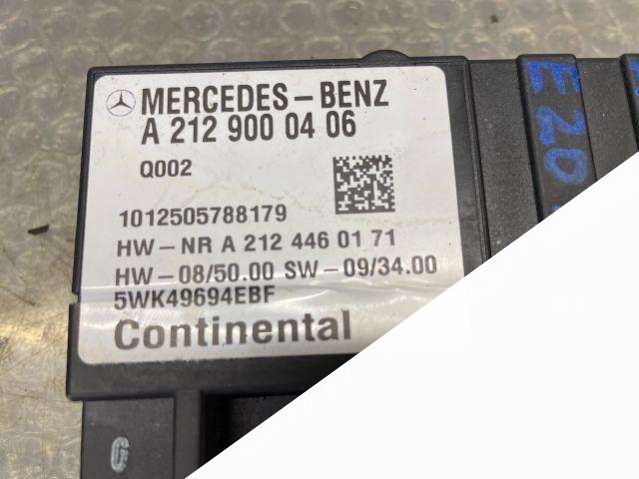 MERCEDES-BENZ
A 212 900 04 06
Q002
1012505788179
HW-NR A 212 446 01 71
HW-08/50.00 SW-09/34.00
5WK49694EBF
Continental
E 20